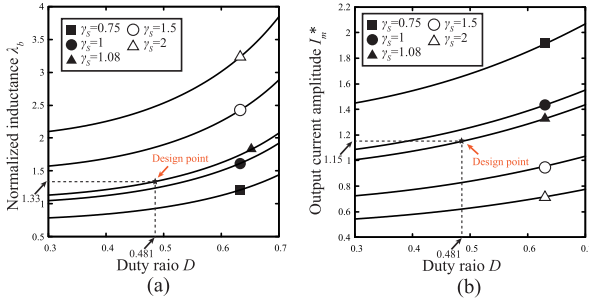 (a)
(b)
γS=0.75 γS=1.5
γS=1 γS=2
γS=1.08
Normalized inductance λb
4
3.5
3
2.5
2
1.5
1
0.5
1.33
Design point
0.3 0.4 0.5 0.6 0.7
0.481
Duty raio D
(a)
γS=0.75 γS=1.5
γS=1 γS=2
γS=1.08
Output current amplitude Im*
2.2
2
1.8
1.6
1.4
1.2
1
0.8
0.6
0.4
1.15
Design point
0.3 0.4 0.5 0.6 0.7
0.481
Duty raio D
(b)